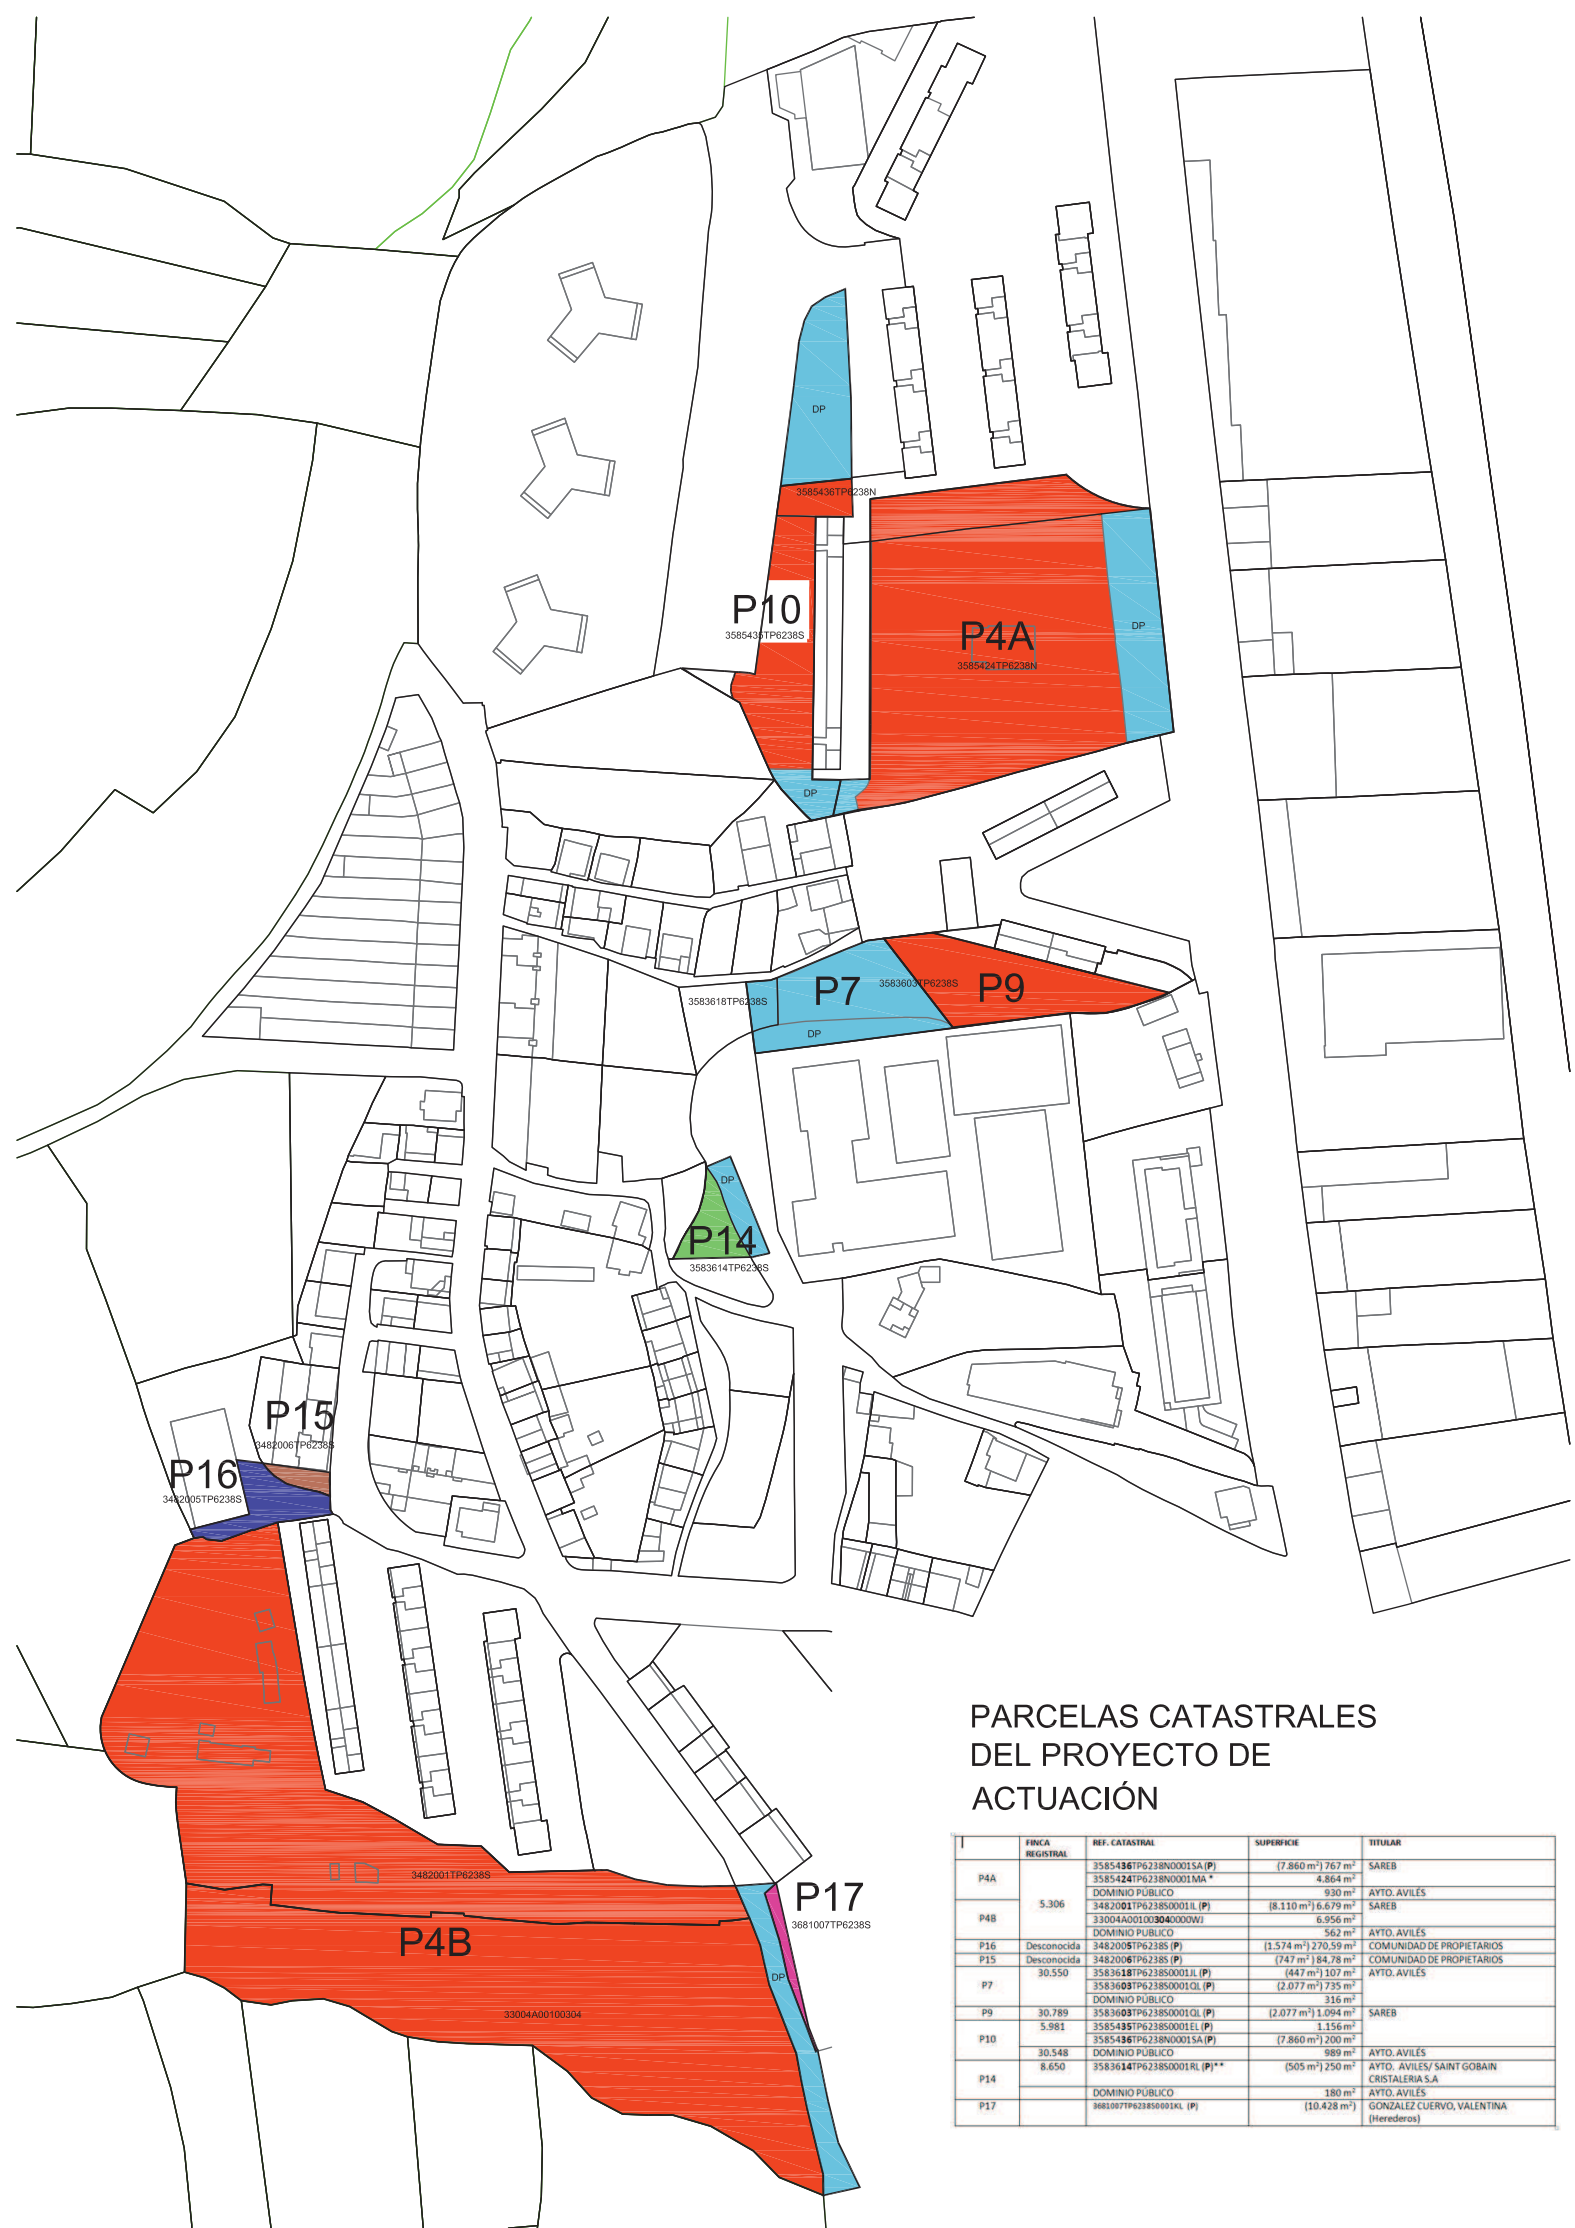 DP
3585436TP6238N
P10
3585435TP6238S
P4A
3585424TP6238N
DP
DP
P7
3583603TP6238S
P9
3583618TP6238S
DP
DP
P14
3583614TP6238S
P15
3482006TP6238S
P16
3482005TP6238S
3482001TP6238S
P17
3681007TP6238S
P4B
DP
33004A00100304
PARCELAS CATASTRALES
DEL PROYECTO DE
ACTUACIÓN
FINCA REGISTRAL REF. CATASTRAL SUPERFICIE TITULAR
P4A 5.306 3585436TP6238N0001SA (P) (7.860 m²) 767 m² SAREB
3585424TP6238N0001MA * 4.864 m²
DOMINIO PÚBLICO 930 m² AYTO. AVILÉS
P4B 3482001TP6238S0001IL (P) (8.110 m²) 6.679 m² SAREB
33004A001003040000WJ 6.956 m²
DOMINIO PUBLICO 562 m² AYTO. AVILÉS
P16 Desconocida 3482005TP6238S (P) (1.574 m²) 270,59 m² COMUNIDAD DE PROPIETARIOS
P15 Desconocida 3482006TP6238S (P) (747 m²) 84,78 m² COMUNIDAD DE PROPIETARIOS
P7 30.550 3583618TP6238S0001JL (P) (447 m²) 107 m² AYTO. AVILÉS
3583603TP6238S0001QL (P) (2.077 m²) 735 m²
DOMINIO PÚBLICO 316 m²
P9 30.789 3583603TP6238S0001QL (P) (2.077 m²) 1.094 m² SAREB
P10 5.981 3585435TP6238S0001EL (P) 1.156 m²
3585436TP6238N0001SA (P) (7.860 m²) 200 m²
30.548 DOMINIO PÚBLICO 989 m² AYTO. AVILÉS
P14 8.650 3583614TP6238S0001RL (P)** (505 m²) 250 m² AYTO. AVILES/ SAINT GOBAIN
CRISTALERIA S.A
DOMINIO PÚBLICO 180 m² AYTO. AVILÉS
P17 3681007TP6238S0001KL (P) (10.428 m²) GONZALEZ CUERVO, VALENTINA
(Herederos)